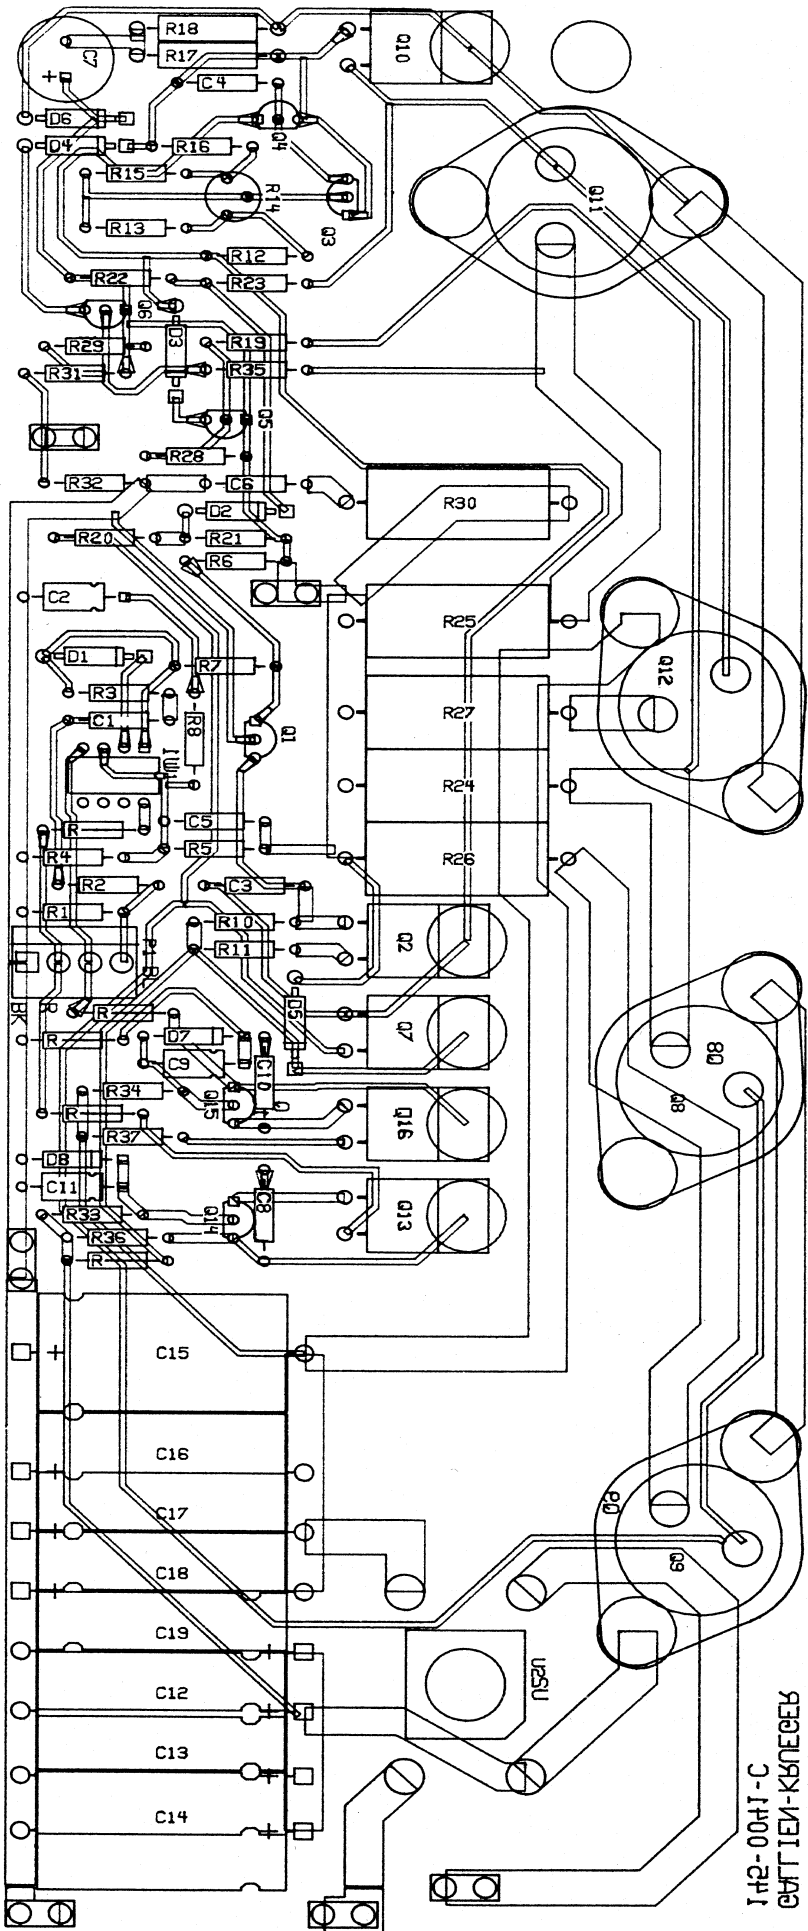 R18
C7
R17
Q10
+
C4
D6
D4
R16
Q4
R15
R14
Q11
R13
Q3
R12
R22
R23
Q6
R29
D3
R19
R31
R35
Q5
R28
R32
C6
R30
D2
R20
R21
R6
C2
R25
D1
R7
Q12
R3
C1
R8
Q1
R27
R24
C5
R
R4
R5
R26
R2
C3
R1
R10
Q2
R11
R
D5
Q7
BK
R
D7
C9
C10
Q8
Q8
R34
Q15
Q16
R
R37
D8
C11
C8
R33
Q14
Q13
R36
R
+
C15
C16
+
C17
+
Q9
C18
+
Q9
C19
+
U2SU
C12
+
C13
+
C14
+
145-0041-C
GALLIEN-KRUEGER